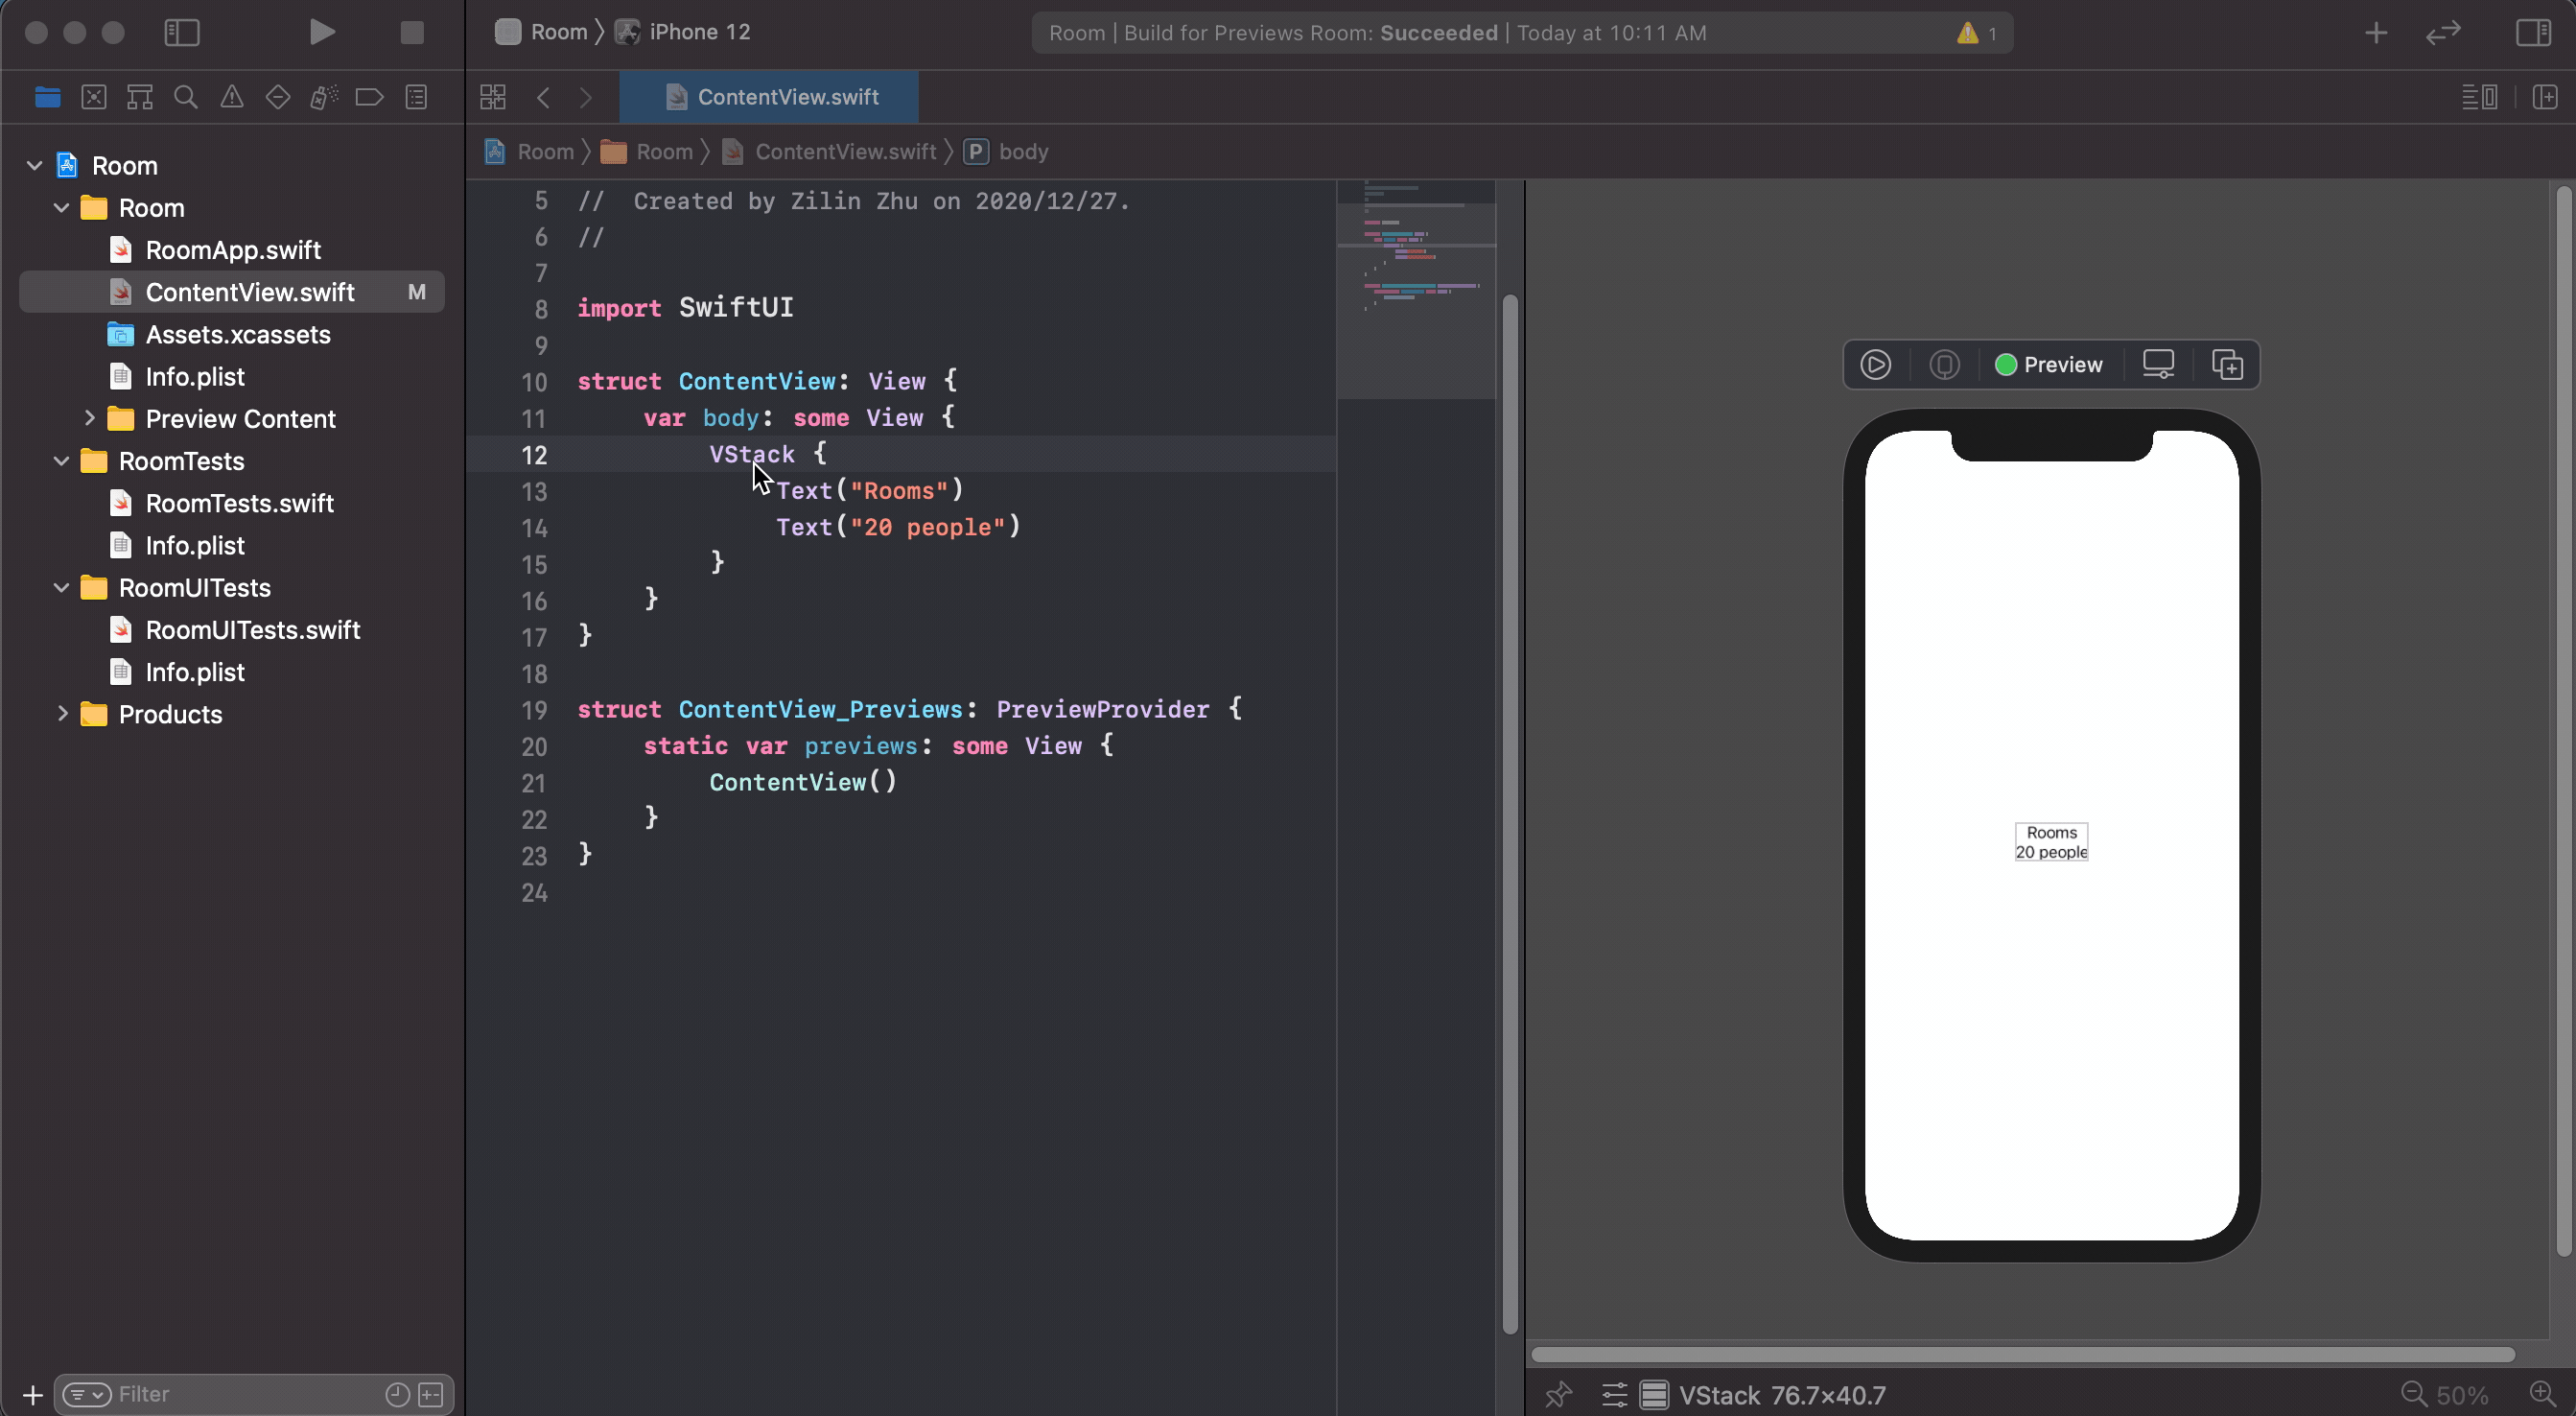 Room 〉 iPhone 12
Room | Build for Previews Room: Succeeded | Today at 10:11 AM
1
ContentView.swift
Room 〉 Room 〉 ContentView.swift 〉 P body
Room
Room
RoomApp.swift
ContentView.swift M
Assets.xcassets
Info.plist
Preview Content
RoomTests
RoomTests.swift
Info.plist
RoomUITests
RoomUITests.swift
Info.plist
Products
Filter
5 //  Created by Zilin Zhu on 2020/12/27.
6 //
7
8 import SwiftUI
9
10 struct ContentView: View {
11     var body: some View {
12         VStack {
13             Text("Rooms")
14             Text("20 people")
15         }
16     }
17 }
18
19 struct ContentView_Previews: PreviewProvider {
20     static var previews: some View {
21         ContentView()
22     }
23 }
24
Preview
Rooms
20 people
VStack 76.7×40.7
50%